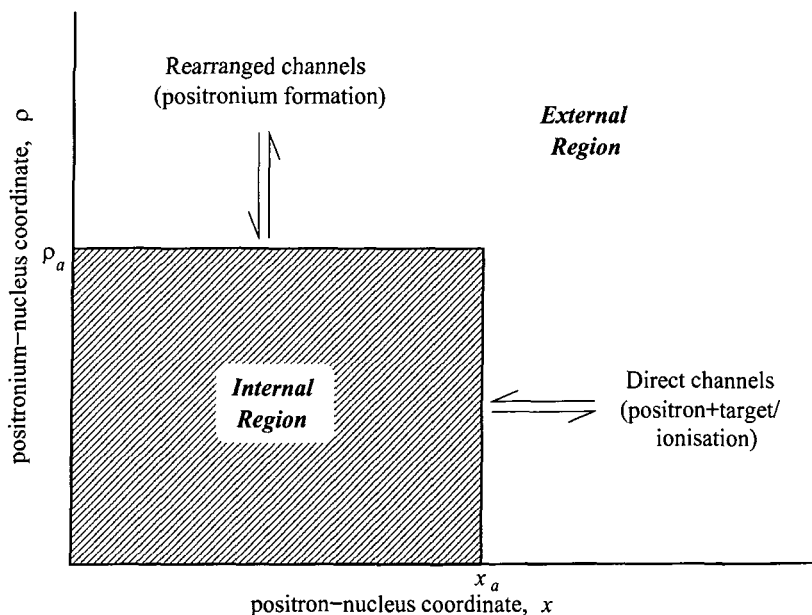 Rearranged channels
(positronium formation)
External
Region
positronium−nucleus coordinate, ρ
ρa
Internal
Region
Direct channels
(positron+target/
ionisation)
xa
positron−nucleus coordinate, x